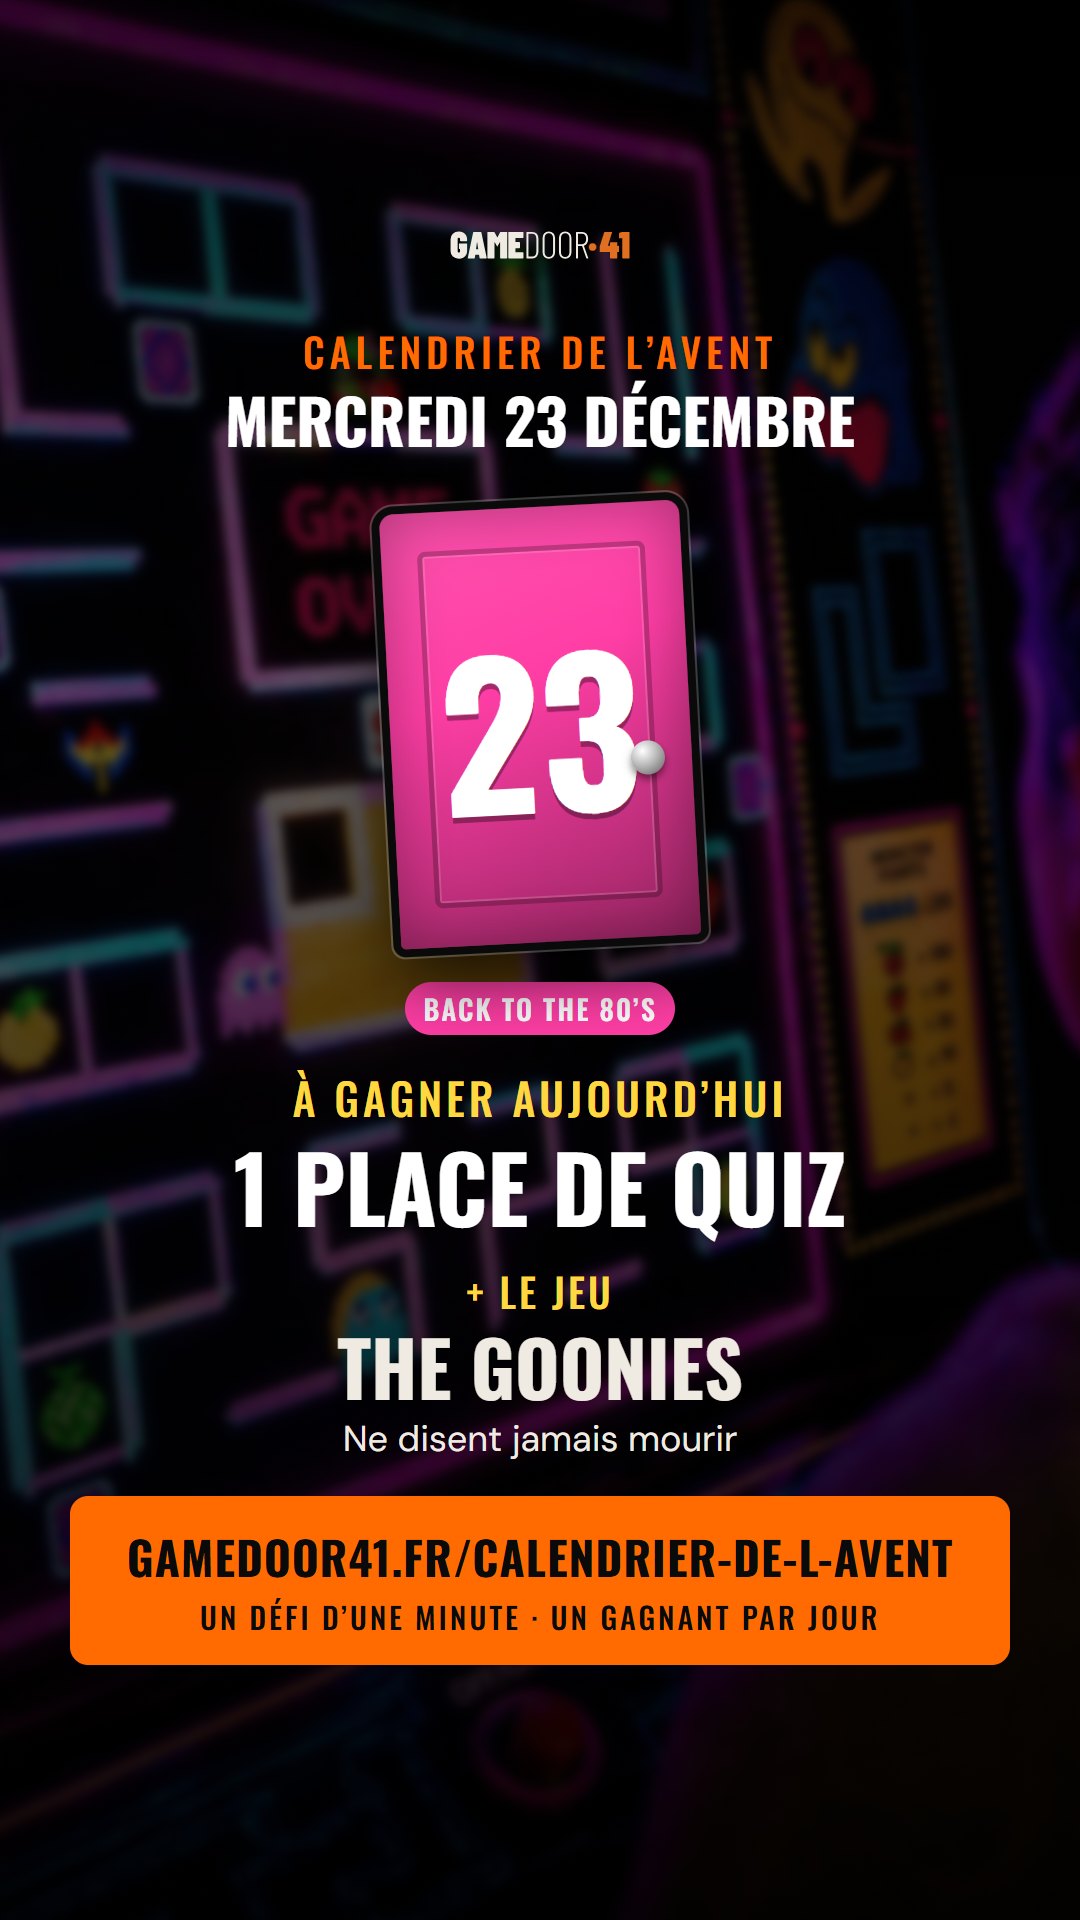 GAMEDOOR·41
CALENDRIER DE L’AVENT
MERCREDI 23 DÉCEMBRE
GAME
OV
23
BACK TO THE 80’S
À GAGNER AUJOURD’HUI
1 PLACE DE QUIZ
+ LE JEU
THE GOONIES
Ne disent jamais mourir
GAMEDOOR41.FR/CALENDRIER-DE-L-AVENT
UN DÉFI D’UNE MINUTE · UN GAGNANT PAR JOUR